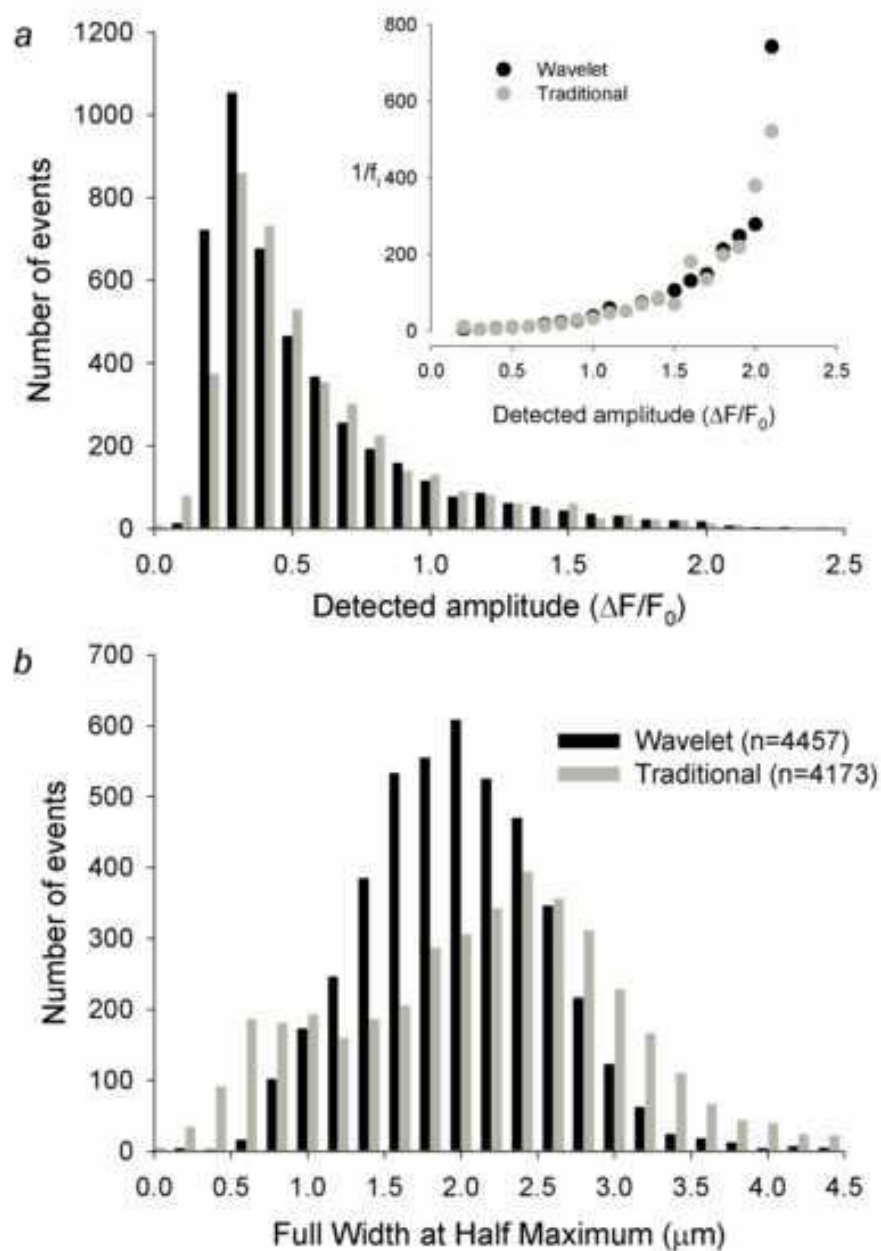 a
1200
1000
800
600
400
200
0
Number of events
0.0 0.5 1.0 1.5 2.0 2.5
Detected amplitude (ΔF/F₀)
800
600
400
200
0
1/fᵢ
Wavelet
Traditional
0.0 0.5 1.0 1.5 2.0 2.5
Detected amplitude (ΔF/F₀)
b
700
600
500
400
300
200
100
0
Number of events
Wavelet (n=4457)
Traditional (n=4173)
0.0 0.5 1.0 1.5 2.0 2.5 3.0 3.5 4.0 4.5
Full Width at Half Maximum (μm)